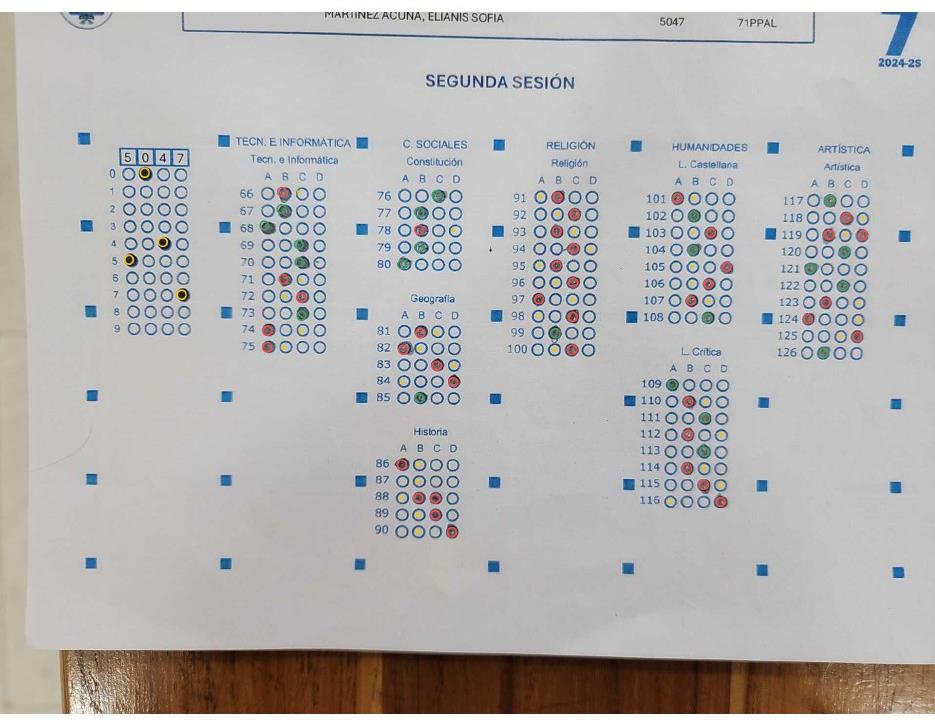 MARTINEZ ACUÑA, ELIANIS SOFIA 5047 71PPAL
7
2024-2S
SEGUNDA SESIÓN
5 0 4 7
0
1
2
3
4
5
6
7
8
9
TECN. E INFORMÁTICA
Tecn. e Informática
A B C D
66
67
68
69
70
71
72
73
74
75
C. SOCIALES
Constitución
A B C D
76
77
78
79
80
Geografía
A B C D
81
82
83
84
85
Historia
A B C D
86
87
88
89
90
RELIGIÓN
Religión
A B C D
91
92
93
94
95
96
97
98
99
100
HUMANIDADES
L. Castellana
A B C D
101
102
103
104
105
106
107
108
L. Crítica
A B C D
109
110
111
112
113
114
115
116
ARTÍSTICA
Artística
A B C D
117
118
119
120
121
122
123
124
125
126